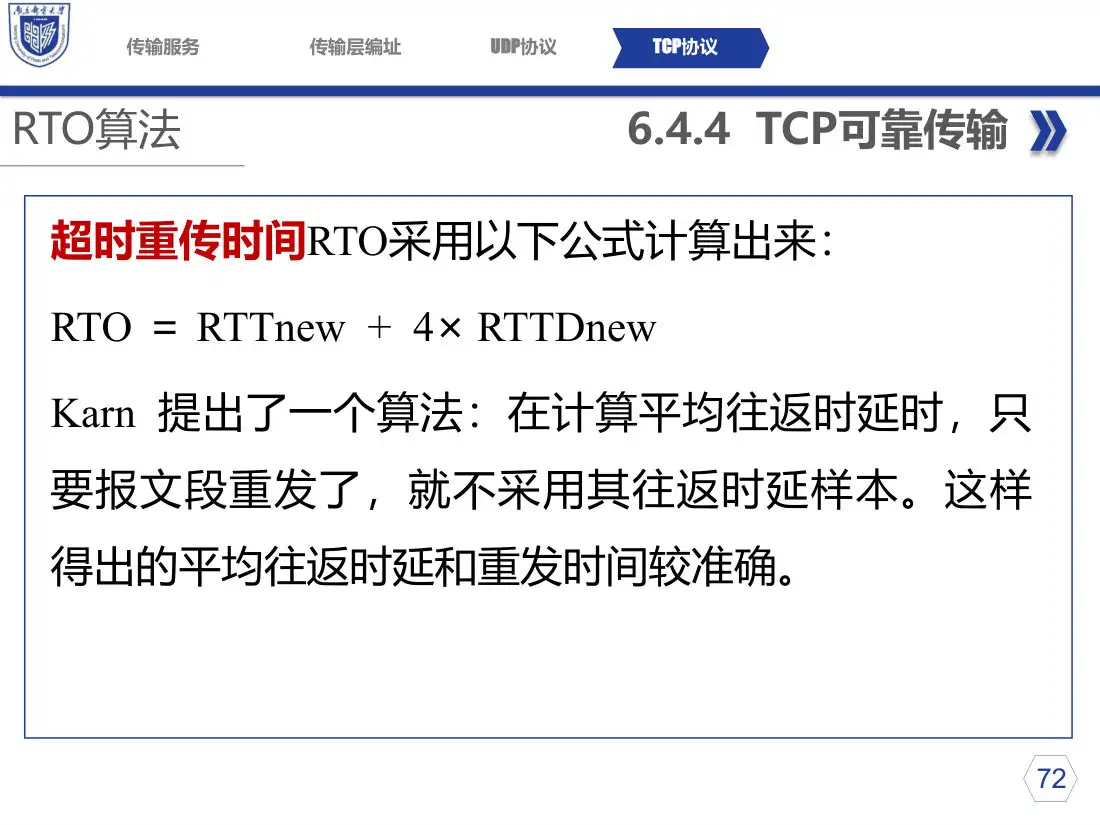 南京邮电大学
传输服务
传输层编址
UDP协议
TCP协议
RTO算法
6.4.4 TCP可靠传输
超时重传时间RTO采用以下公式计算出来：
RTO = RTTnew + 4× RTTDnew
Karn 提出了一个算法：在计算平均往返时延时，只
要报文段重发了，就不采用其往返时延样本。这样
得出的平均往返时延和重发时间较准确。
72